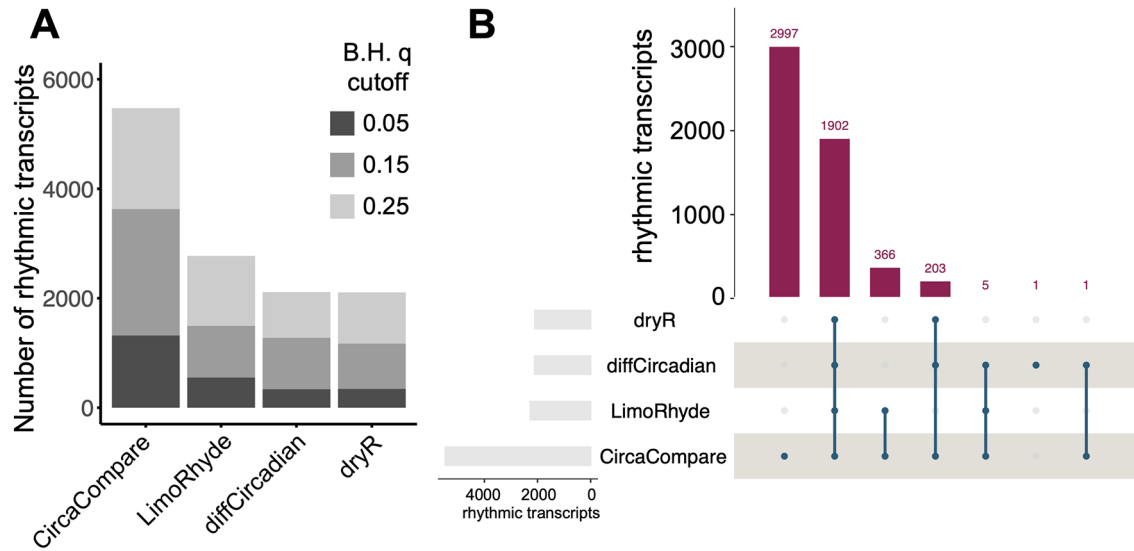 A
B.H. q
cutoff
0.05
0.15
0.25
Number of rhythmic transcripts
6000
4000
2000
0
CircaCompare
LimoRhyde
diffCircadian
dryR
B
rhythmic transcripts
3000
2000
1000
0
2997
1902
366
203
5
1
1
dryR
diffCircadian
LimoRhyde
CircaCompare
4000 2000 0
rhythmic transcripts